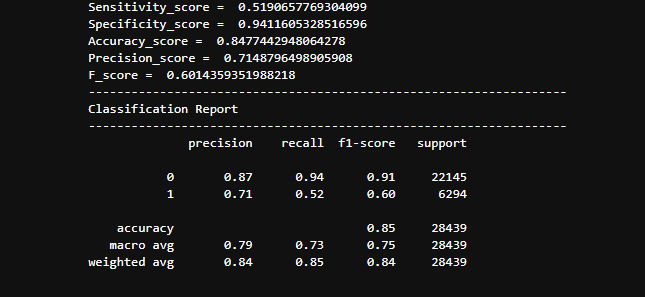 Sensitivity_score =  0.5190657769304099
Specificity_score =  0.9411605328516596
Accuracy_score =  0.8477442948064278
Precision_score =  0.7148796498905908
F_score =  0.6014359351988218
-------------------------------------------------------------------
Classification Report
-------------------------------------------------------------------
              precision    recall  f1-score   support
           0       0.87      0.94      0.91     22145
           1       0.71      0.52      0.60      6294
    accuracy                           0.85     28439
   macro avg       0.79      0.73      0.75     28439
weighted avg       0.84      0.85      0.84     28439